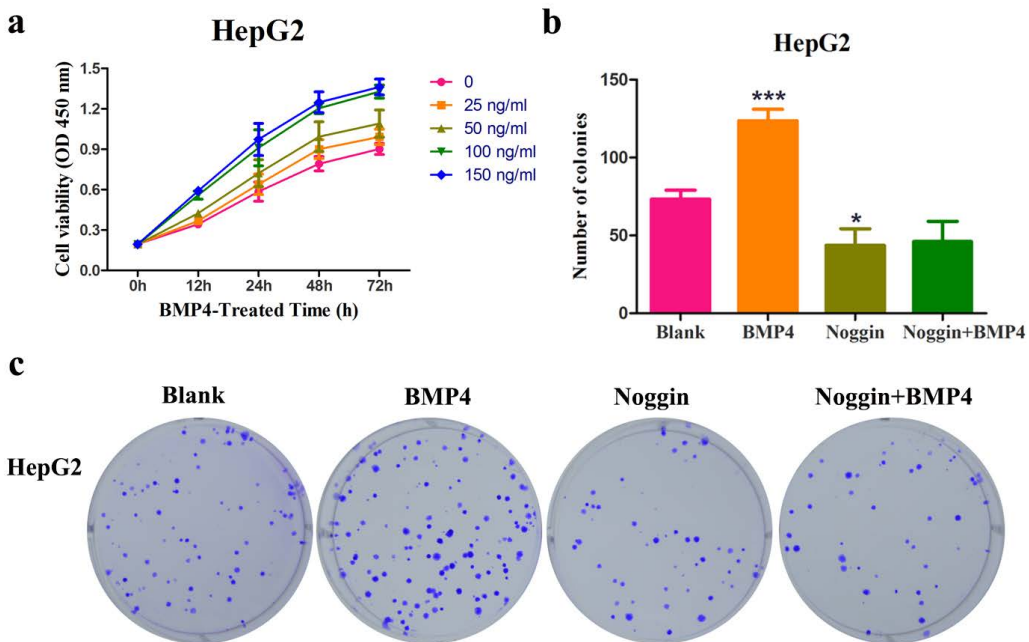 a
HepG2
Cell viability (OD 450 nm)
1.5
1.2
0.9
0.6
0.3
0.0
0h
12h
24h
48h
72h
BMP4-Treated Time (h)
0
25 ng/ml
50 ng/ml
100 ng/ml
150 ng/ml
b
HepG2
Number of colonies
150
100
50
0
***
*
Blank
BMP4
Noggin
Noggin+BMP4
c
Blank
BMP4
Noggin
Noggin+BMP4
HepG2